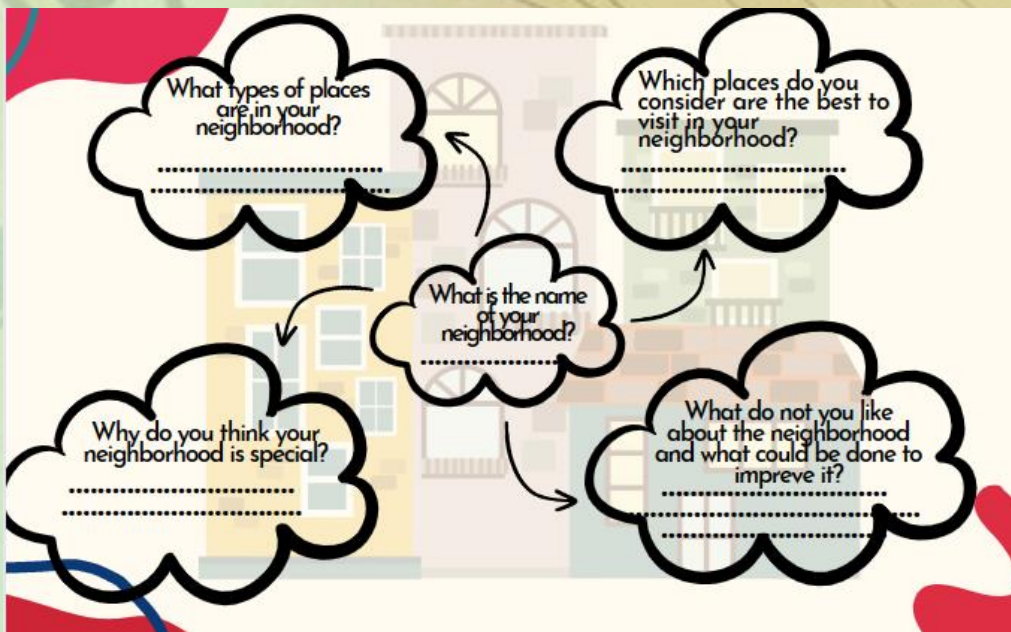 What types of places
are in your
neighborhood?
Which places do you
consider are the best to
visit in your
neighborhood?
What is the name
of your
neighborhood?
Why do you think your
neighborhood is special?
What do not you like
about the neighborhood
and what could be done to
impreve it?